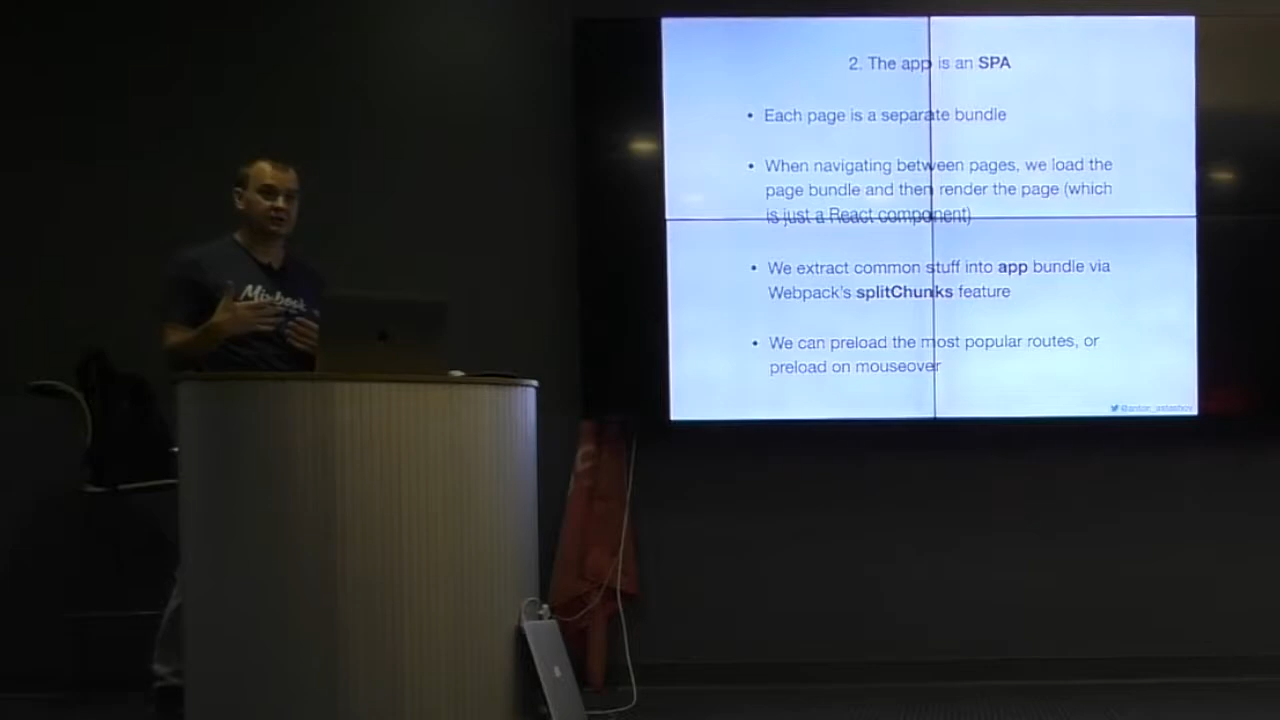 2. The app is an SPA
• Each page is a separate bundle
• When navigating between pages, we load the
page bundle and then render the page (which
is just a React component)
• We extract common stuff into app bundle via
Webpack's splitChunks feature
• We can preload the most popular routes, or
preload on mouseover
Mixbook